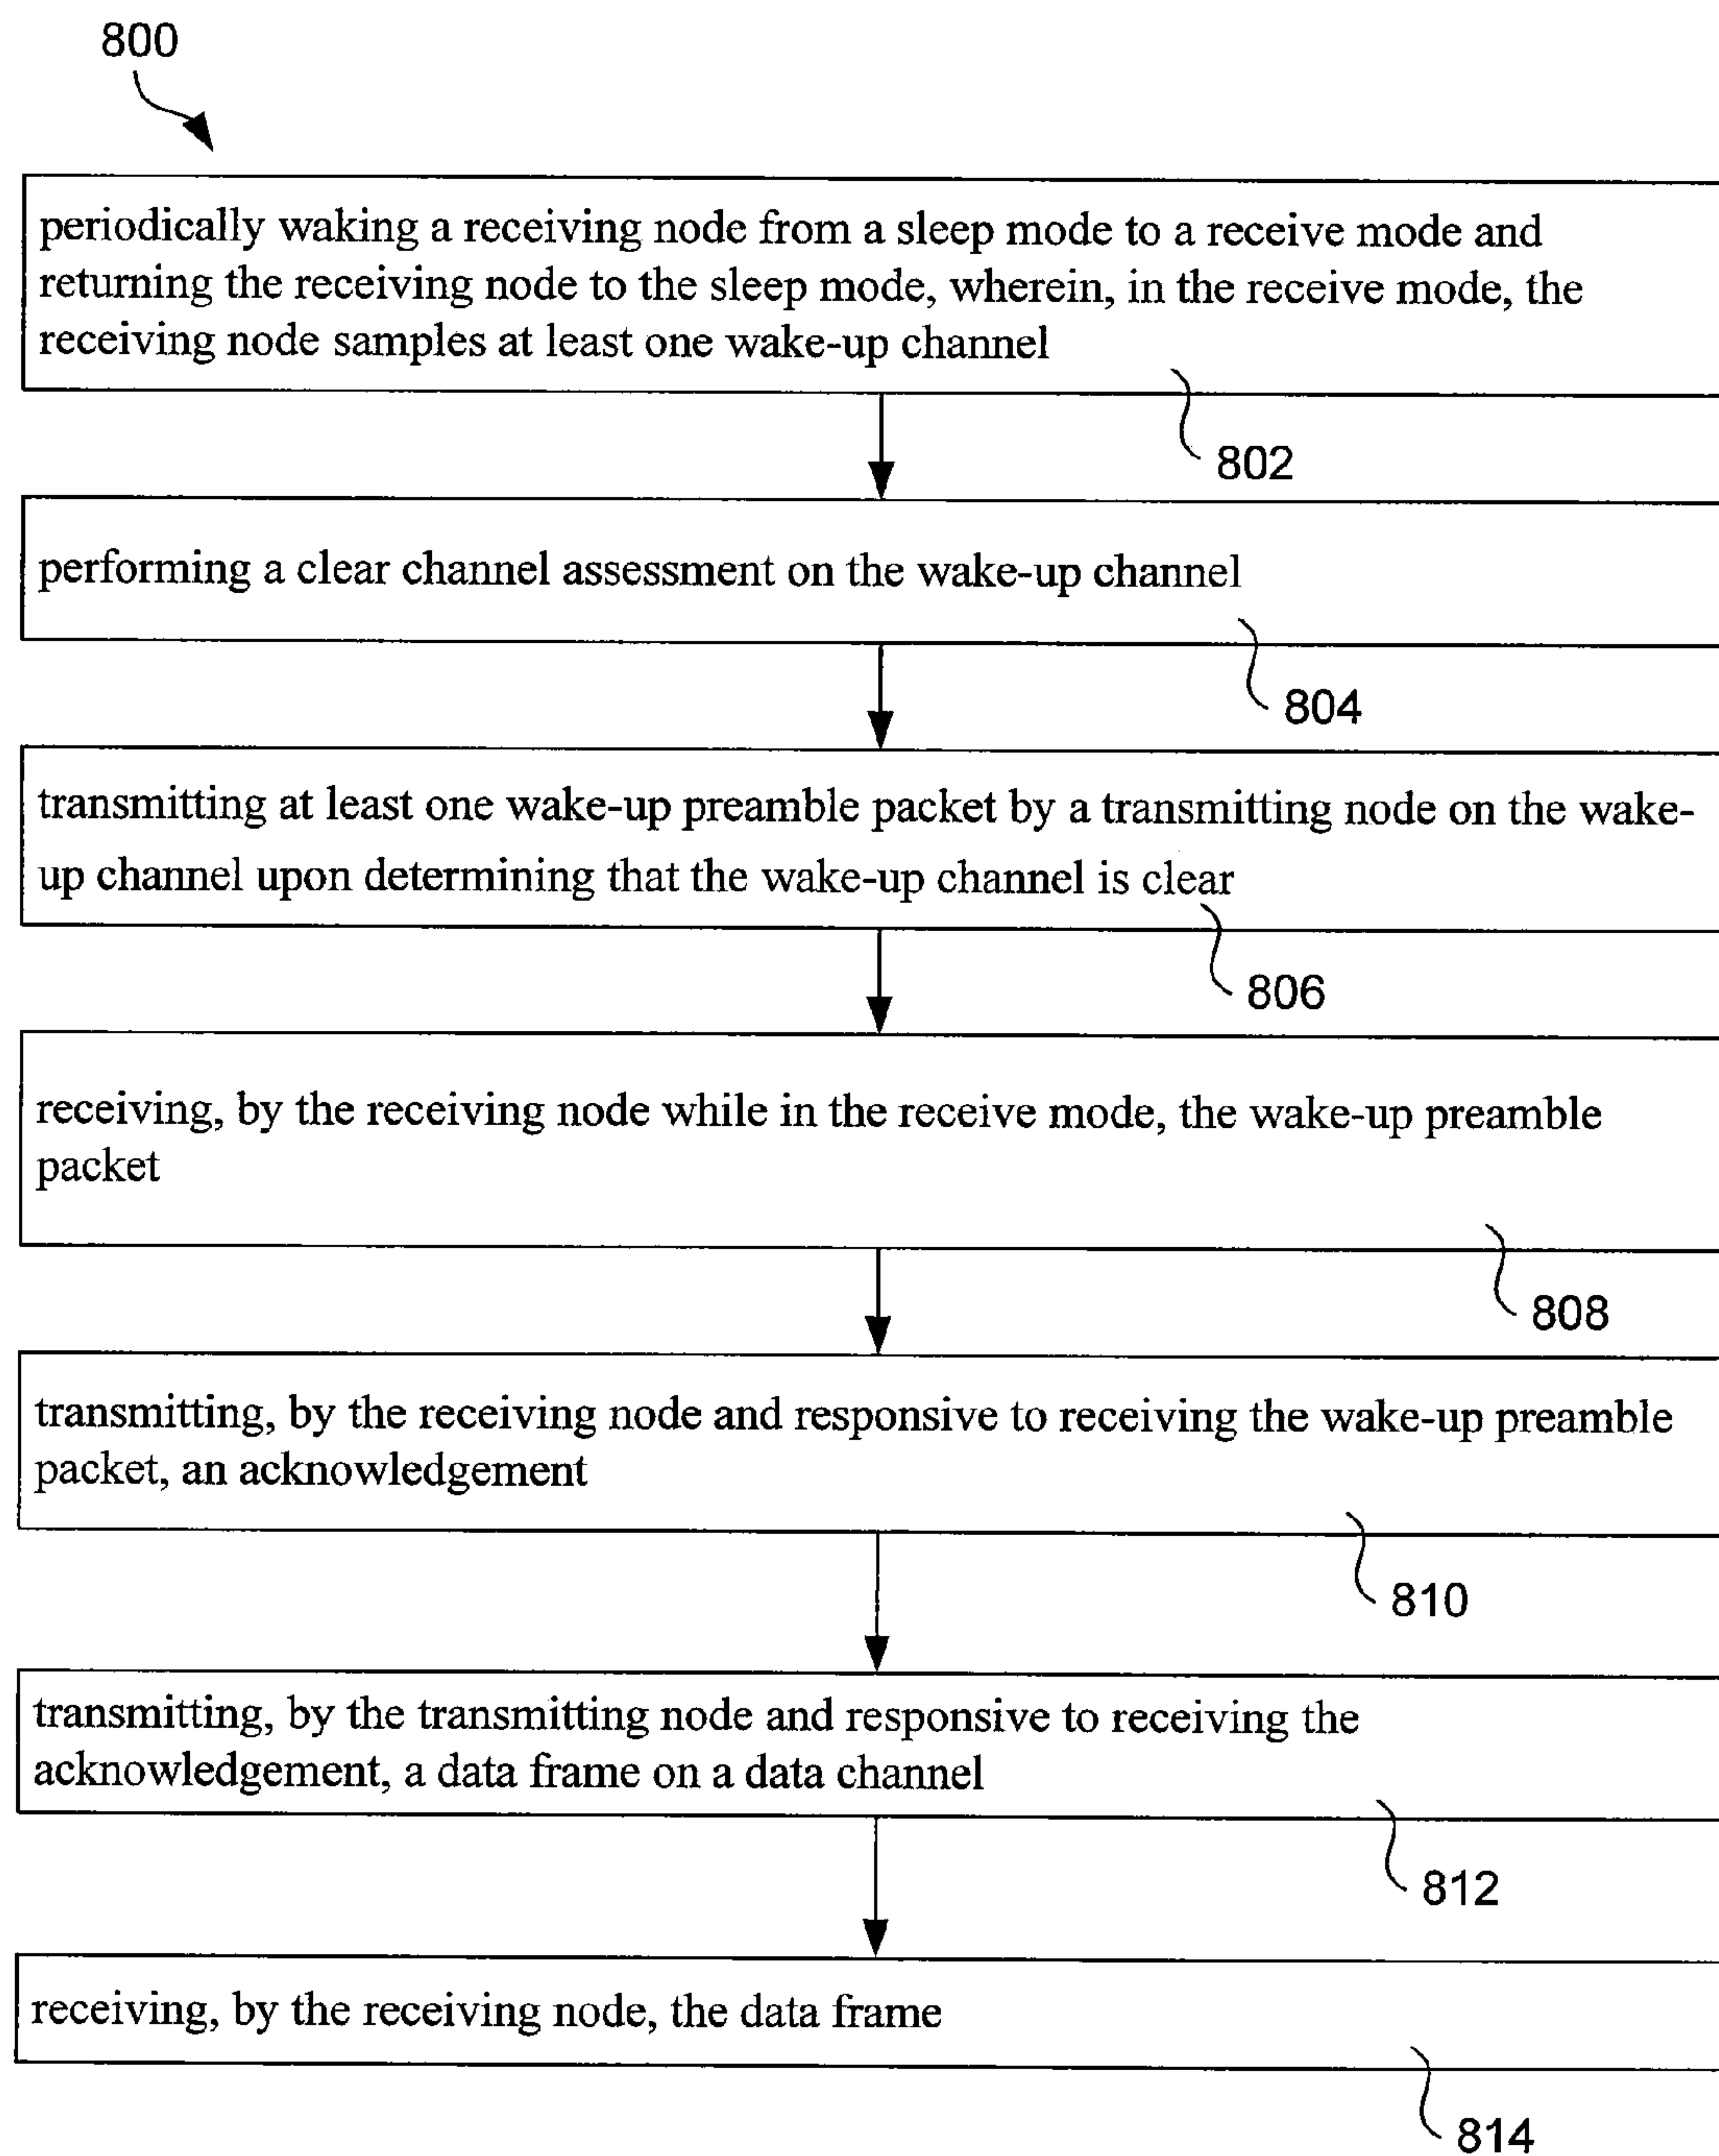 800
periodically waking a receiving node from a sleep mode to a receive mode and
returning the receiving node to the sleep mode, wherein, in the receive mode, the
receiving node samples at least one wake-up channel
802
performing a clear channel assessment on the wake-up channel
804
transmitting at least one wake-up preamble packet by a transmitting node on the wake-
up channel upon determining that the wake-up channel is clear
806
receiving, by the receiving node while in the receive mode, the wake-up preamble
packet
808
transmitting, by the receiving node and responsive to receiving the wake-up preamble
packet, an acknowledgement
810
transmitting, by the transmitting node and responsive to receiving the
acknowledgement, a data frame on a data channel
812
receiving, by the receiving node, the data frame
814